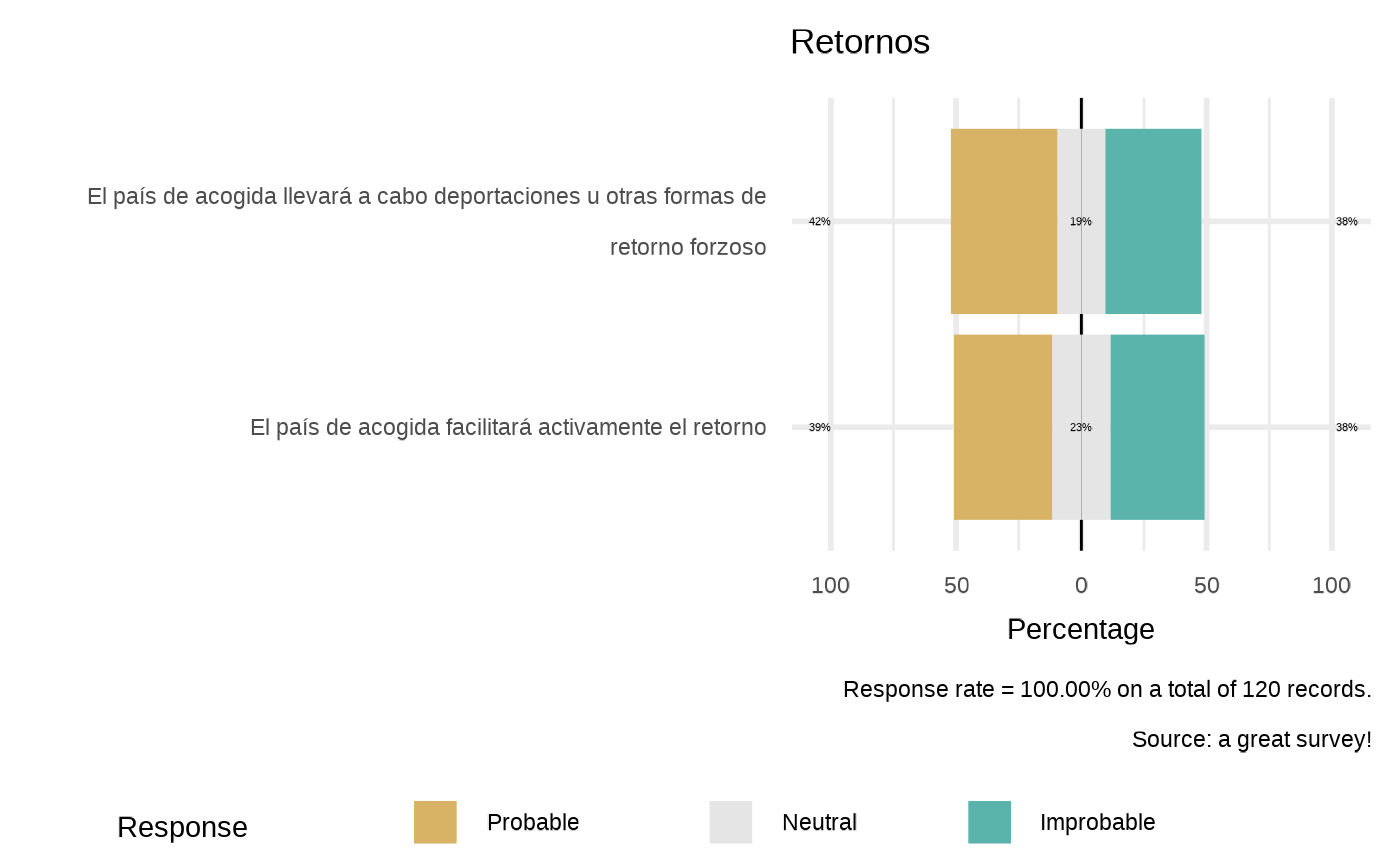 Retornos
El país de acogida llevará a cabo deportaciones u otras formas de
retorno forzoso
42% 19% 38%
El país de acogida facilitará activamente el retorno
39% 23% 38%
100 50 0 50 100
Percentage
Response rate = 100.00% on a total of 120 records.
Source: a great survey!
Response Probable Neutral Improbable